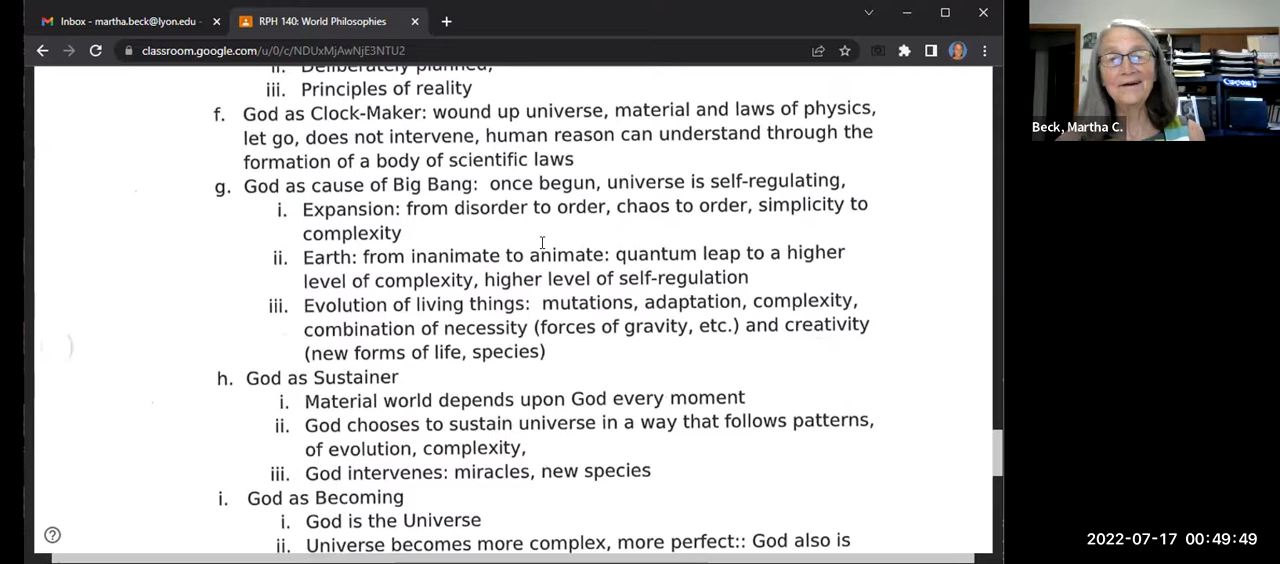 Inbox - martha.beck@lyon.edu -
RPH 140: World Philosophies
classroom.google.com/u/0/c/NDUxMjAwNjE3NTU2
ii. Deliberately planned,
iii. Principles of reality
f. God as Clock-Maker: wound up universe, material and laws of physics,
let go, does not intervene, human reason can understand through the
formation of a body of scientific laws
g. God as cause of Big Bang: once begun, universe is self-regulating,
i. Expansion: from disorder to order, chaos to order, simplicity to
complexity
ii. Earth: from inanimate to animate: quantum leap to a higher
level of complexity, higher level of self-regulation
iii. Evolution of living things: mutations, adaptation, complexity,
combination of necessity (forces of gravity, etc.) and creativity
(new forms of life, species)
h. God as Sustainer
i. Material world depends upon God every moment
ii. God chooses to sustain universe in a way that follows patterns,
of evolution, complexity,
iii. God intervenes: miracles, new species
i. God as Becoming
i. God is the Universe
ii. Universe becomes more complex, more perfect:: God also is
Beck, Martha C.
2022-07-17 00:49:49